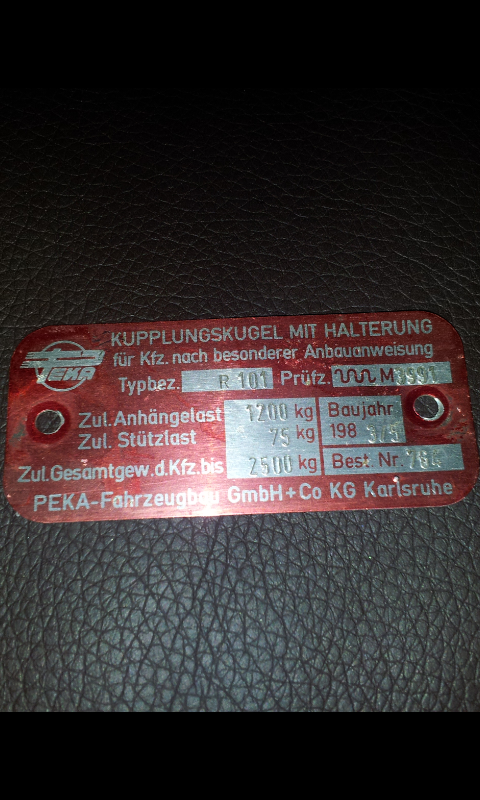 KUPPLUNGSKUGEL MIT HALTERUNG
für Kfz. nach besonderer Anbauanweisung
PEKA
Typbez. R 101 Prüfz. M 3991
Zul. Anhängelast 1200 kg Baujahr
Zul. Stützlast 75 kg 198
Zul. Gesamtgew. d. Kfz. bis 2500 kg Best. Nr.
PEKA-Fahrzeugbau GmbH+Co KG Karlsruhe